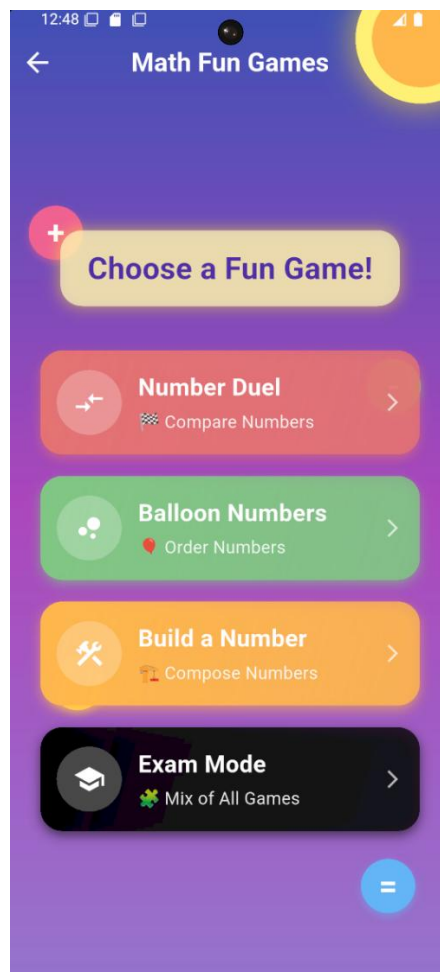 12:48
Math Fun Games
+
Choose a Fun Game!
Number Duel
Compare Numbers
Balloon Numbers
Order Numbers
Build a Number
Compose Numbers
Exam Mode
Mix of All Games
=